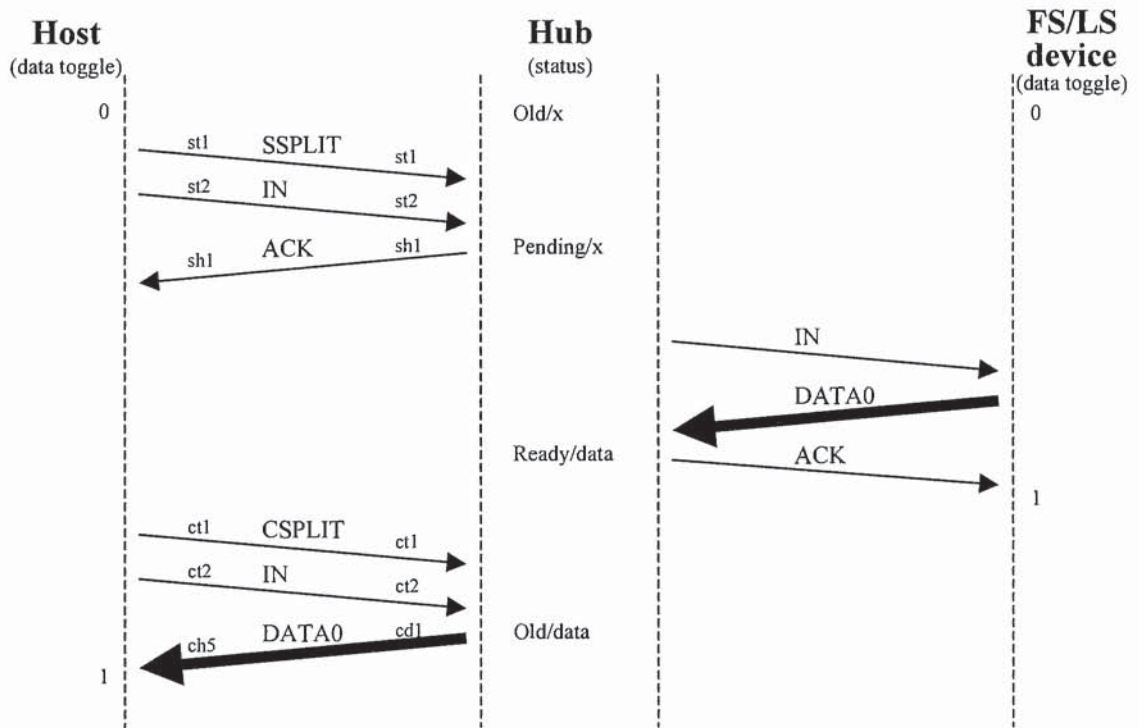 Host
(data toggle)
Hub
(status)
FS/LS
device
(data toggle)
0
Old/x
0
st1 SSPLIT st1
st2 IN st2
sh1 ACK sh1
Pending/x
IN
DATA0
Ready/data
ACK
1
ct1 CSPLIT ct1
ct2 IN ct2
ch5 DATA0 cd1
Old/data
1